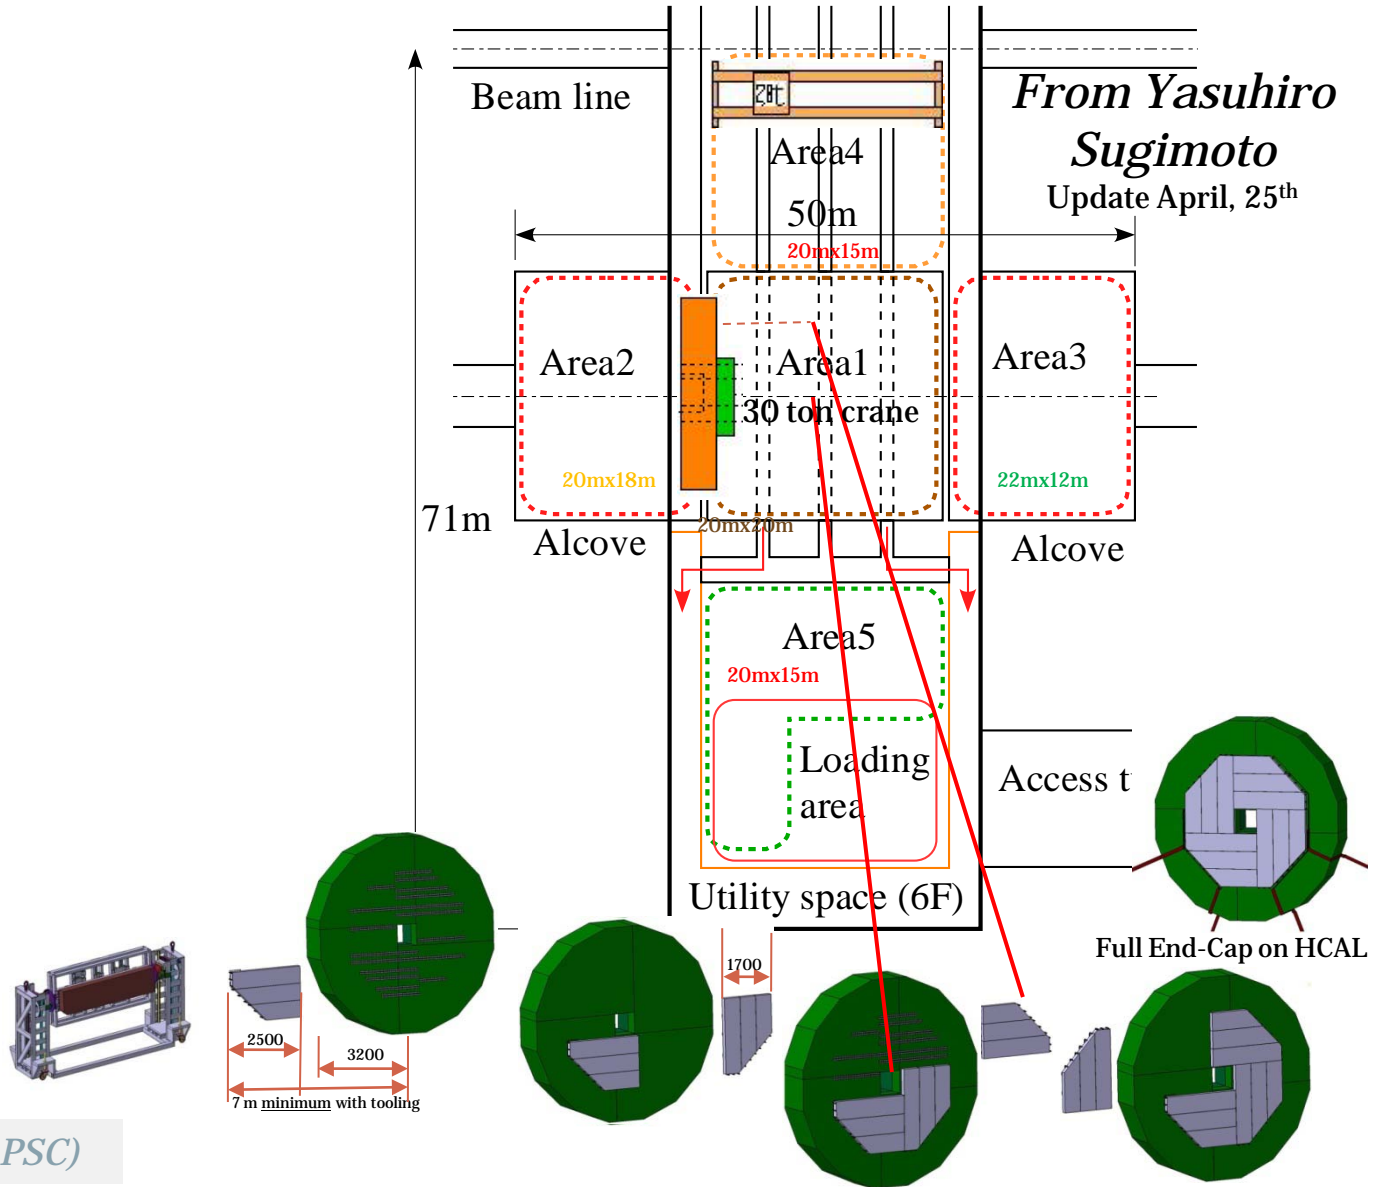 Beam line
2.8t
From Yasuhiro
Sugimoto
Update April, 25th
Area4
50m
20mx15m
Area2
Area1
Area3
30 ton crane
20mx18m
22mx12m
71m
20mx20m
Alcove
Alcove
Area5
20mx15m
Loading
area
Access t
Utility space (6F)
Full End-Cap on HCAL
1700
2500
3200
7 m minimum with tooling
PSC)